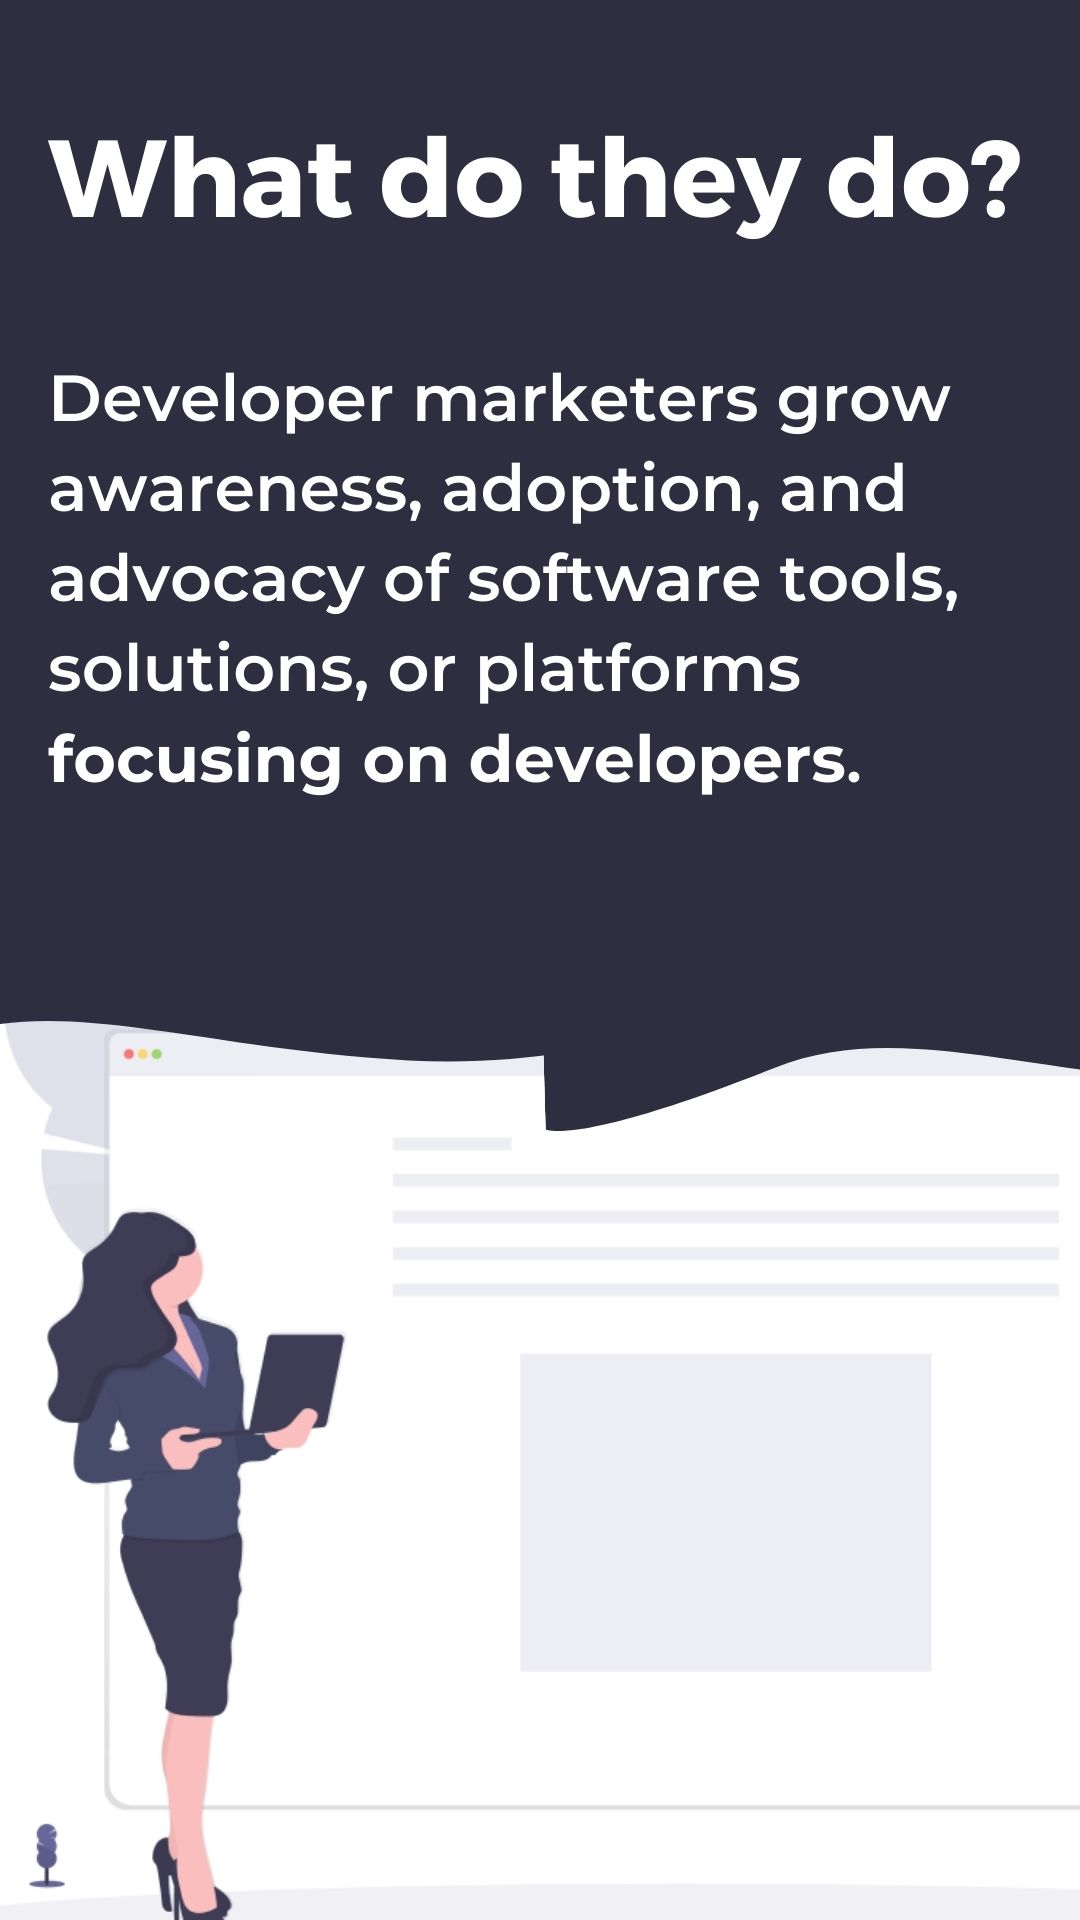 What do they do?
Developer marketers grow
awareness, adoption, and
advocacy of software tools,
solutions, or platforms
focusing on developers.